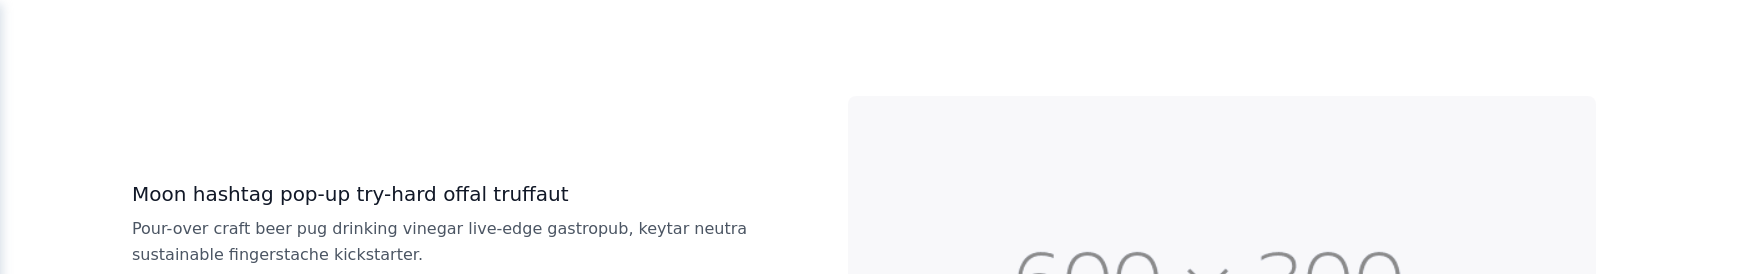 Moon hashtag pop-up try-hard offal truffaut
Pour-over craft beer pug drinking vinegar live-edge gastropub, keytar neutra
sustainable fingerstache kickstarter.